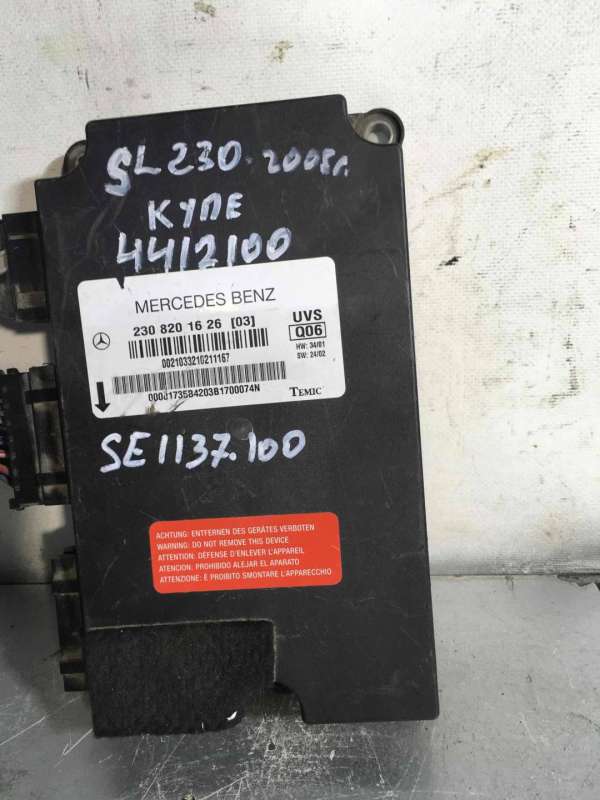 SL230. 2008г.
КУПЕ
4412100
MERCEDES BENZ
230 820 16 26 [03]
UVS
Q06
0021033210211167
HW: 34/01
SW: 24/02
0000173584203B1700074N
TEMIC
SE1137.100
ACHTUNG: ENTFERNEN DES GERÄTES VERBOTEN
WARNING: DO NOT REMOVE THIS DEVICE
ATTENTION: DÉFENSE D'ENLEVER L'APPAREIL
ATENCION: PROHIBIDO ALEJAR EL APARATO
ATTENZIONE: È PROIBITO SMONTARE L'APPARECCHIO